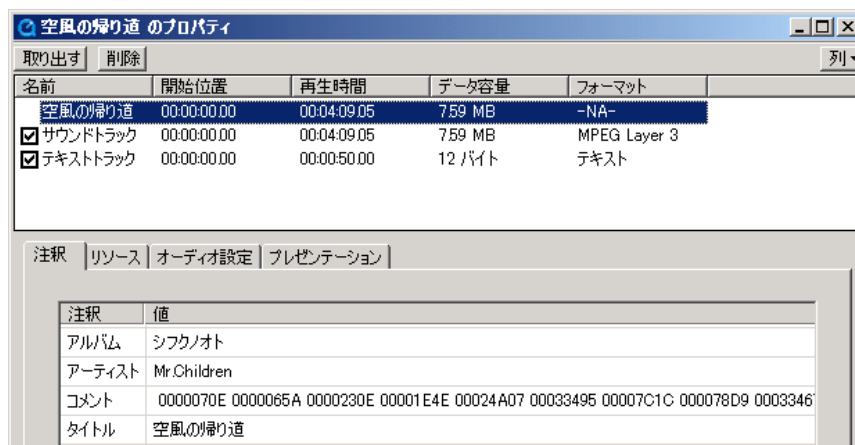 空風の帰り道 のプロパティ
取り出す 削除 列
名前 開始位置 再生時間 データ容量 フォーマット
空風の帰り道 00:00:00.00 00:04:09.05 7.59 MB -NA-
サウンドトラック 00:00:00.00 00:04:09.05 7.59 MB MPEG Layer 3
テキストトラック 00:00:00.00 00:00:50.00 12 バイト テキスト
注釈 リソース オーディオ設定 プレゼンテーション
注釈 値
アルバム シフクノオト
アーティスト Mr.Children
コメント 0000070E 0000065A 0000230E 00001E4E 00024A07 00033495 00007C1C 000078D9 0003346
タイトル 空風の帰り道